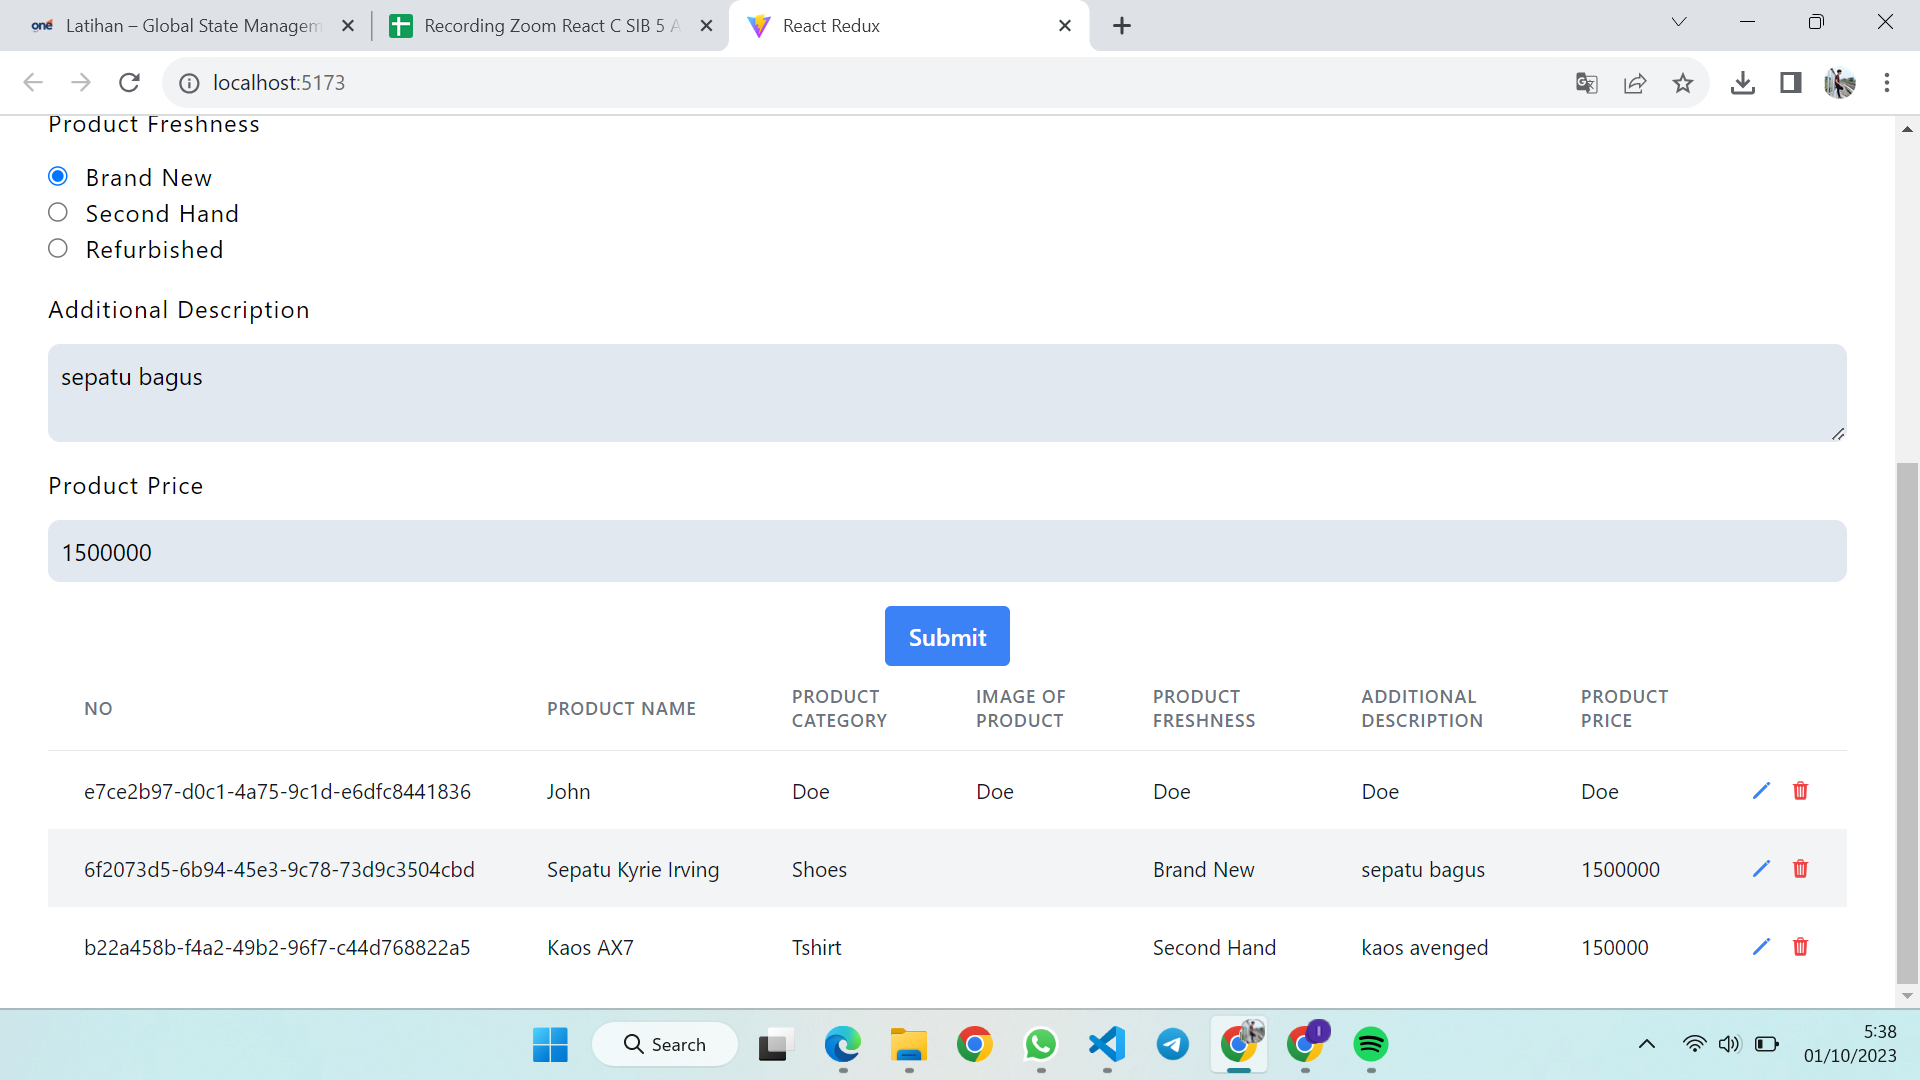 Latihan – Global State Managem
Recording Zoom React C SIB 5 A
React Redux
localhost:5173
Product Freshness
Brand New
Second Hand
Refurbished
Additional Description
sepatu bagus
Product Price
1500000
Submit
NO PRODUCT NAME PRODUCT CATEGORY IMAGE OF PRODUCT PRODUCT FRESHNESS ADDITIONAL DESCRIPTION PRODUCT PRICE
e7ce2b97-d0c1-4a75-9c1d-e6dfc8441836 John Doe Doe Doe Doe Doe
6f2073d5-6b94-45e3-9c78-73d9c3504cbd Sepatu Kyrie Irving Shoes Brand New sepatu bagus 1500000
b22a458b-f4a2-49b2-96f7-c44d768822a5 Kaos AX7 Tshirt Second Hand kaos avenged 150000
Search
5:38
01/10/2023